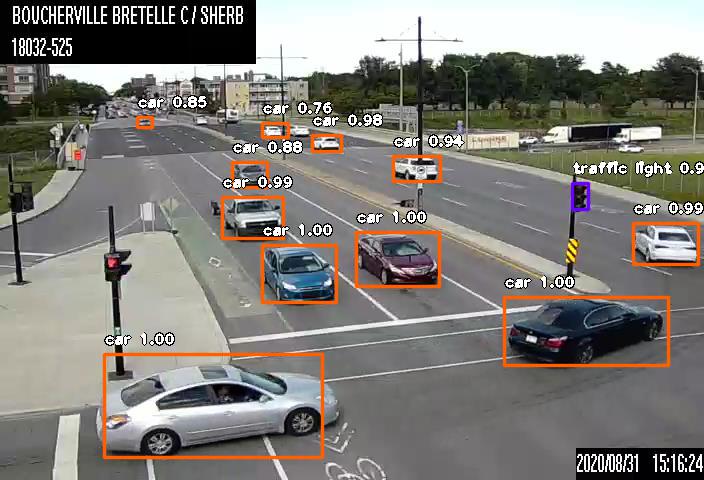 BOUCHERVILLE BRETELLE C / SHERB
18032-525
car 0.85
car 0.76
car 0.98
car 0.88
car 0.94
traffic light 0.9
car 0.99
car 0.99
car 1.00
car 1.00
car 1.00
car 1.00
2020/08/31 15:16:24